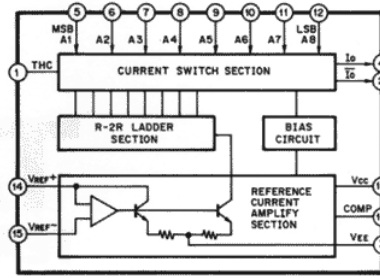 5 6 7 8 9 10 11 12
MSB LSB
A1 A2 A3 A4 A5 A6 A7 A8
1 THC CURRENT SWITCH SECTION Io
Io
R-2R LADDER SECTION
BIAS CIRCUIT
14 VREF+
REFERENCE CURRENT AMPLIFY SECTION
VCC
COMP
15 VREF-
VEE